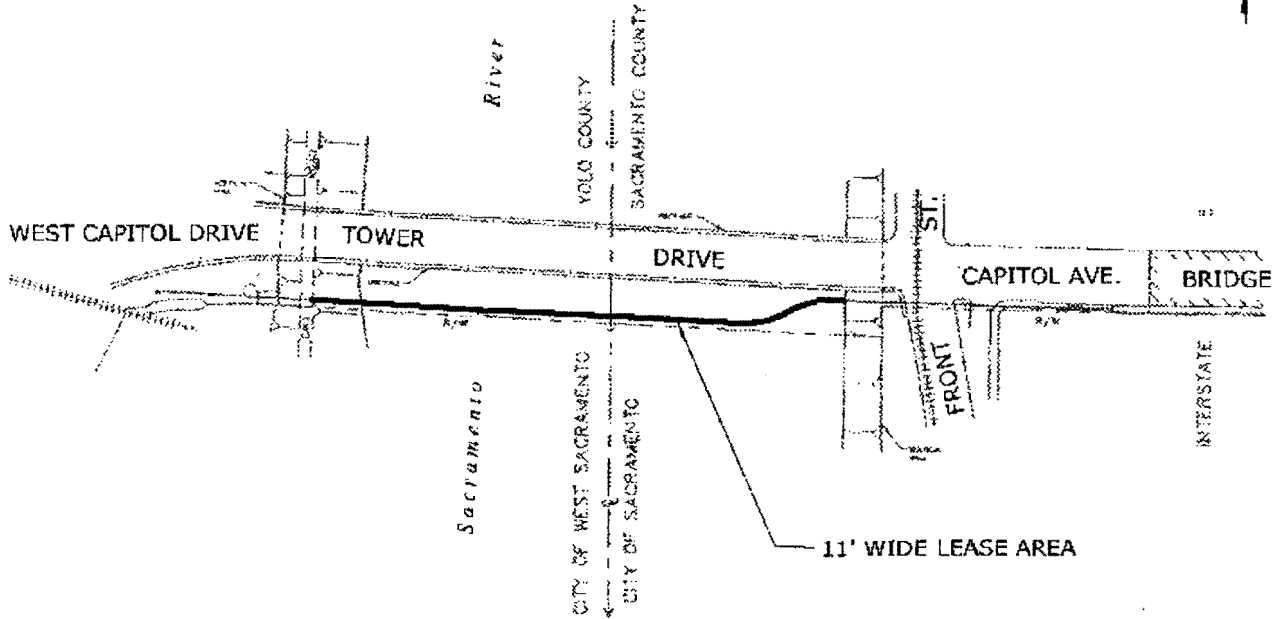 River
YOLO COUNTY
SACRAMENTO COUNTY
WEST CAPITOL DRIVE
TOWER
DRIVE
ST.
CAPITOL AVE.
BRIDGE
R/W
R/W
FRONT
INTERSTATE
Sacramento
CITY OF WEST SACRAMENTO
CITY OF SACRAMENTO
11' WIDE LEASE AREA